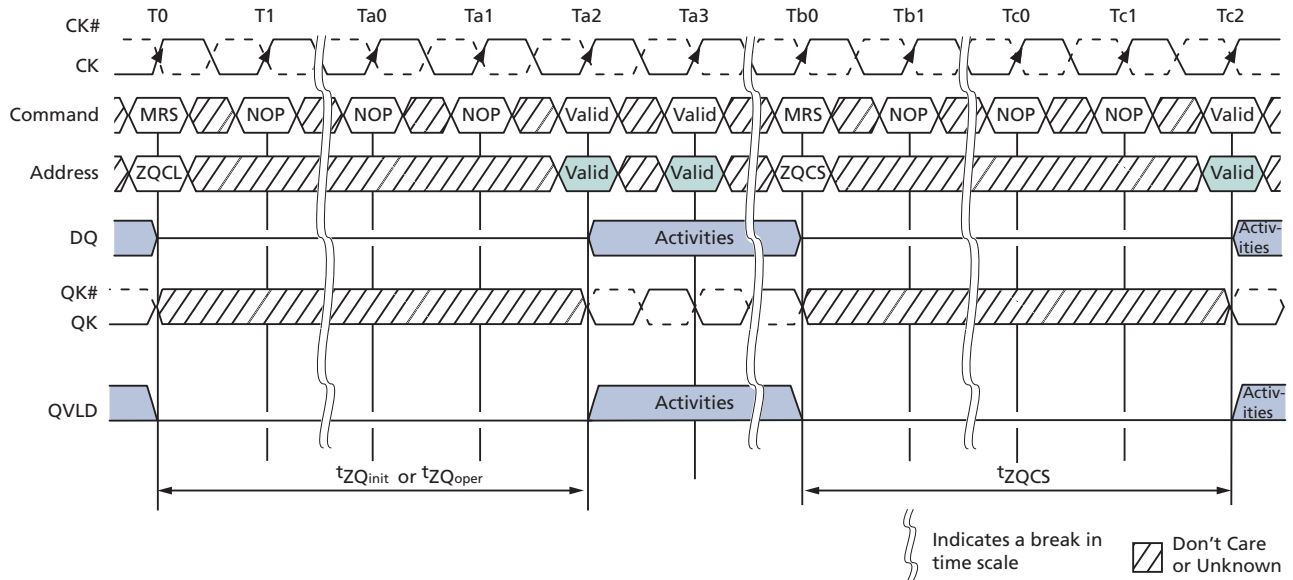 T0 T1 Ta0 Ta1 Ta2 Ta3 Tb0 Tb1 Tc0 Tc1 Tc2
CK#
CK
Command MRS NOP NOP NOP Valid Valid MRS NOP NOP NOP Valid
Address ZQCL Valid Valid ZQCS Valid
DQ Activities Activ-
ities
QK#
QK
QVLD Activities Activ-
ities
tZQinit or tZQoper tZQCS
Indicates a break in
time scale
Don't Care
or Unknown